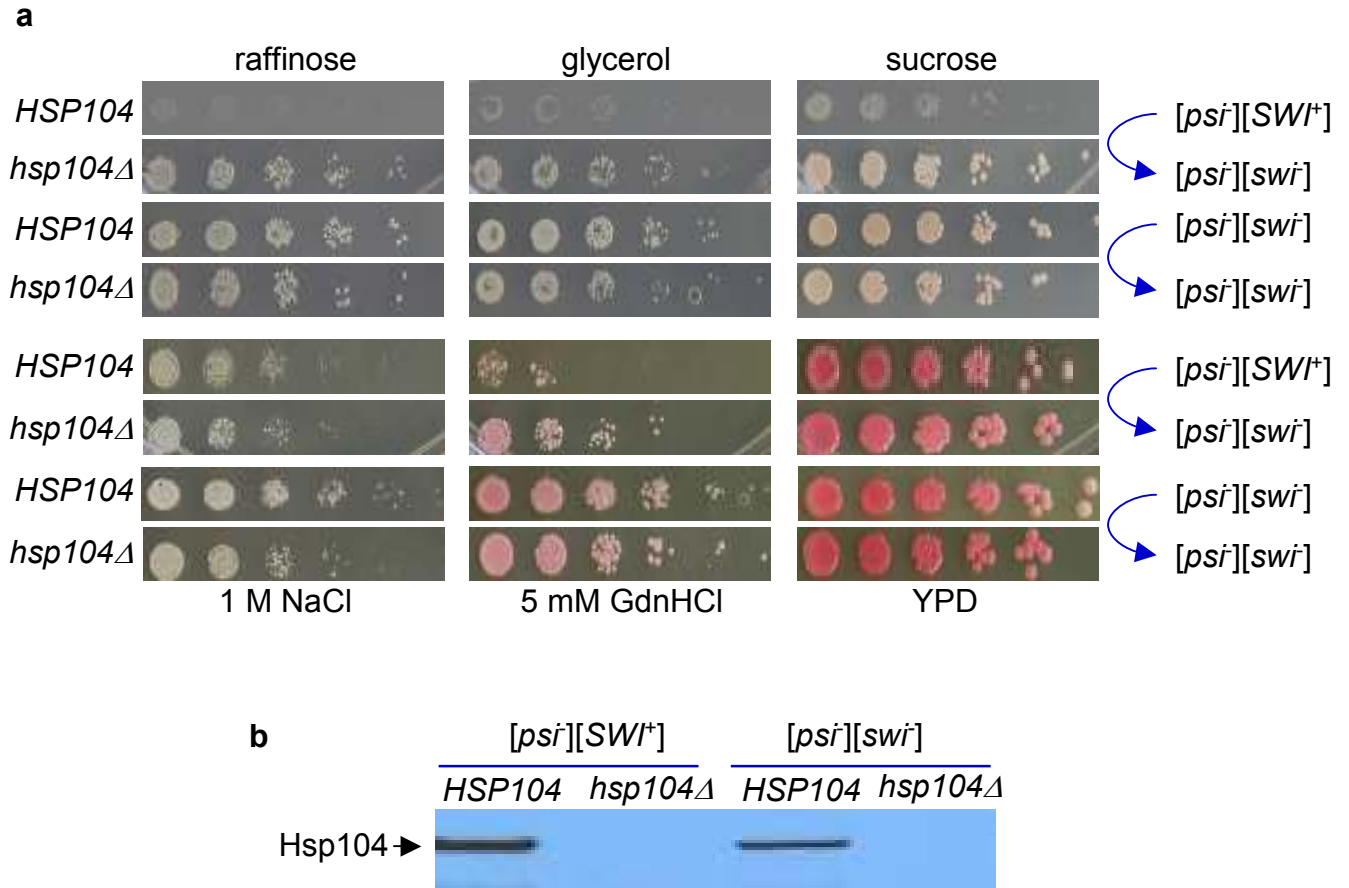 a
raffinose glycerol sucrose
HSP104 [psi⁻][SWI⁺]
hsp104Δ [psi⁻][swi⁻]
HSP104 [psi⁻][swi⁻]
hsp104Δ [psi⁻][swi⁻]
HSP104 [psi⁻][SWI⁺]
hsp104Δ [psi⁻][swi⁻]
HSP104 [psi⁻][swi⁻]
hsp104Δ [psi⁻][swi⁻]
1 M NaCl 5 mM GdnHCl YPD
b
[psi⁻][SWI⁺] [psi⁻][swi⁻]
HSP104 hsp104Δ HSP104 hsp104Δ
Hsp104